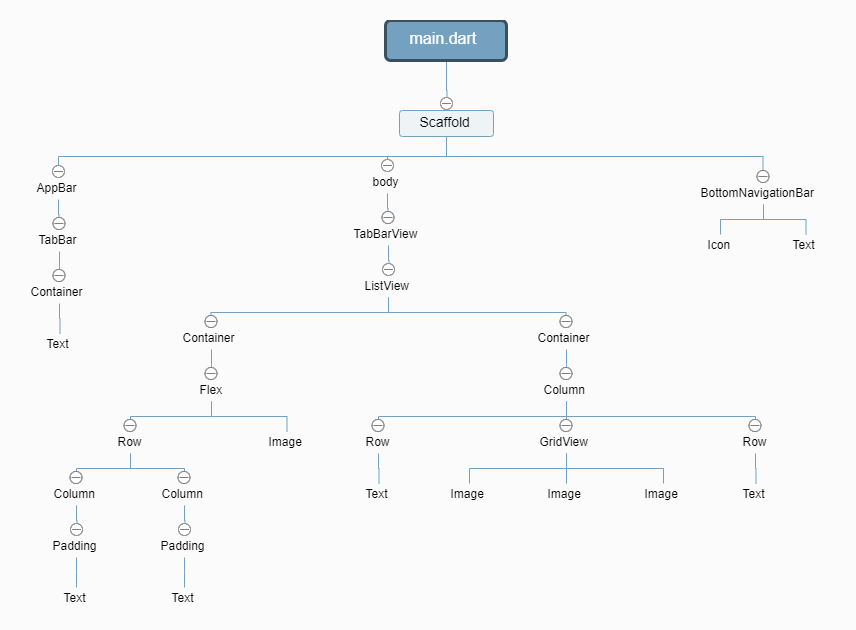 main.dart
Scaffold
AppBar
body
BottomNavigationBar
TabBar
TabBarView
Icon
Text
Container
ListView
Text
Container
Container
Flex
Column
Row
Image
Row
GridView
Row
Column
Column
Text
Image
Image
Image
Text
Padding
Padding
Text
Text